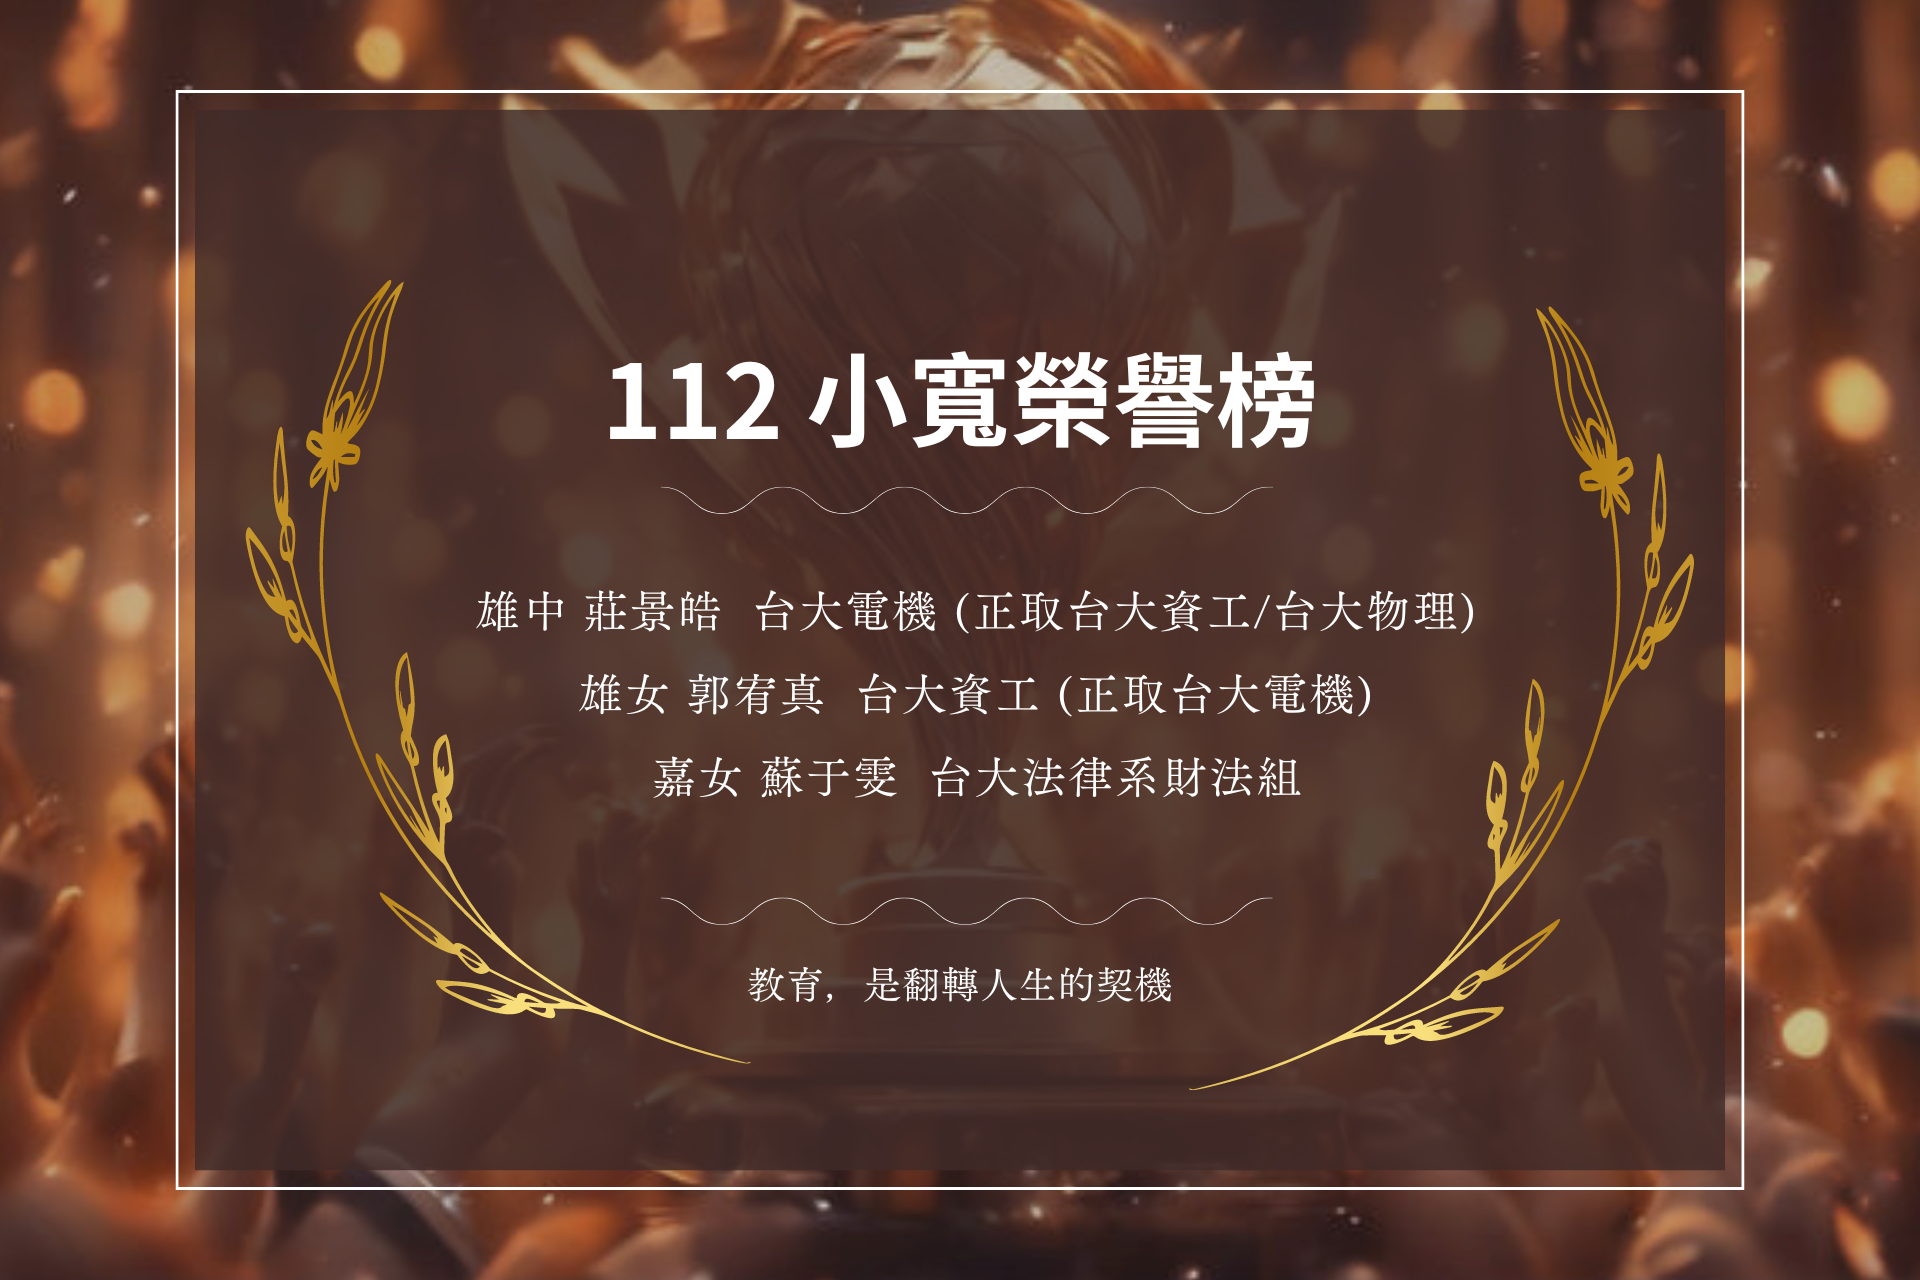 112 小寬榮譽榜
雄中 莊景皓 台大電機 (正取台大資工/台大物理)
雄女 郭宥真 台大資工 (正取台大電機)
嘉女 蘇于雯 台大法律系財法組
教育，是翻轉人生的契機